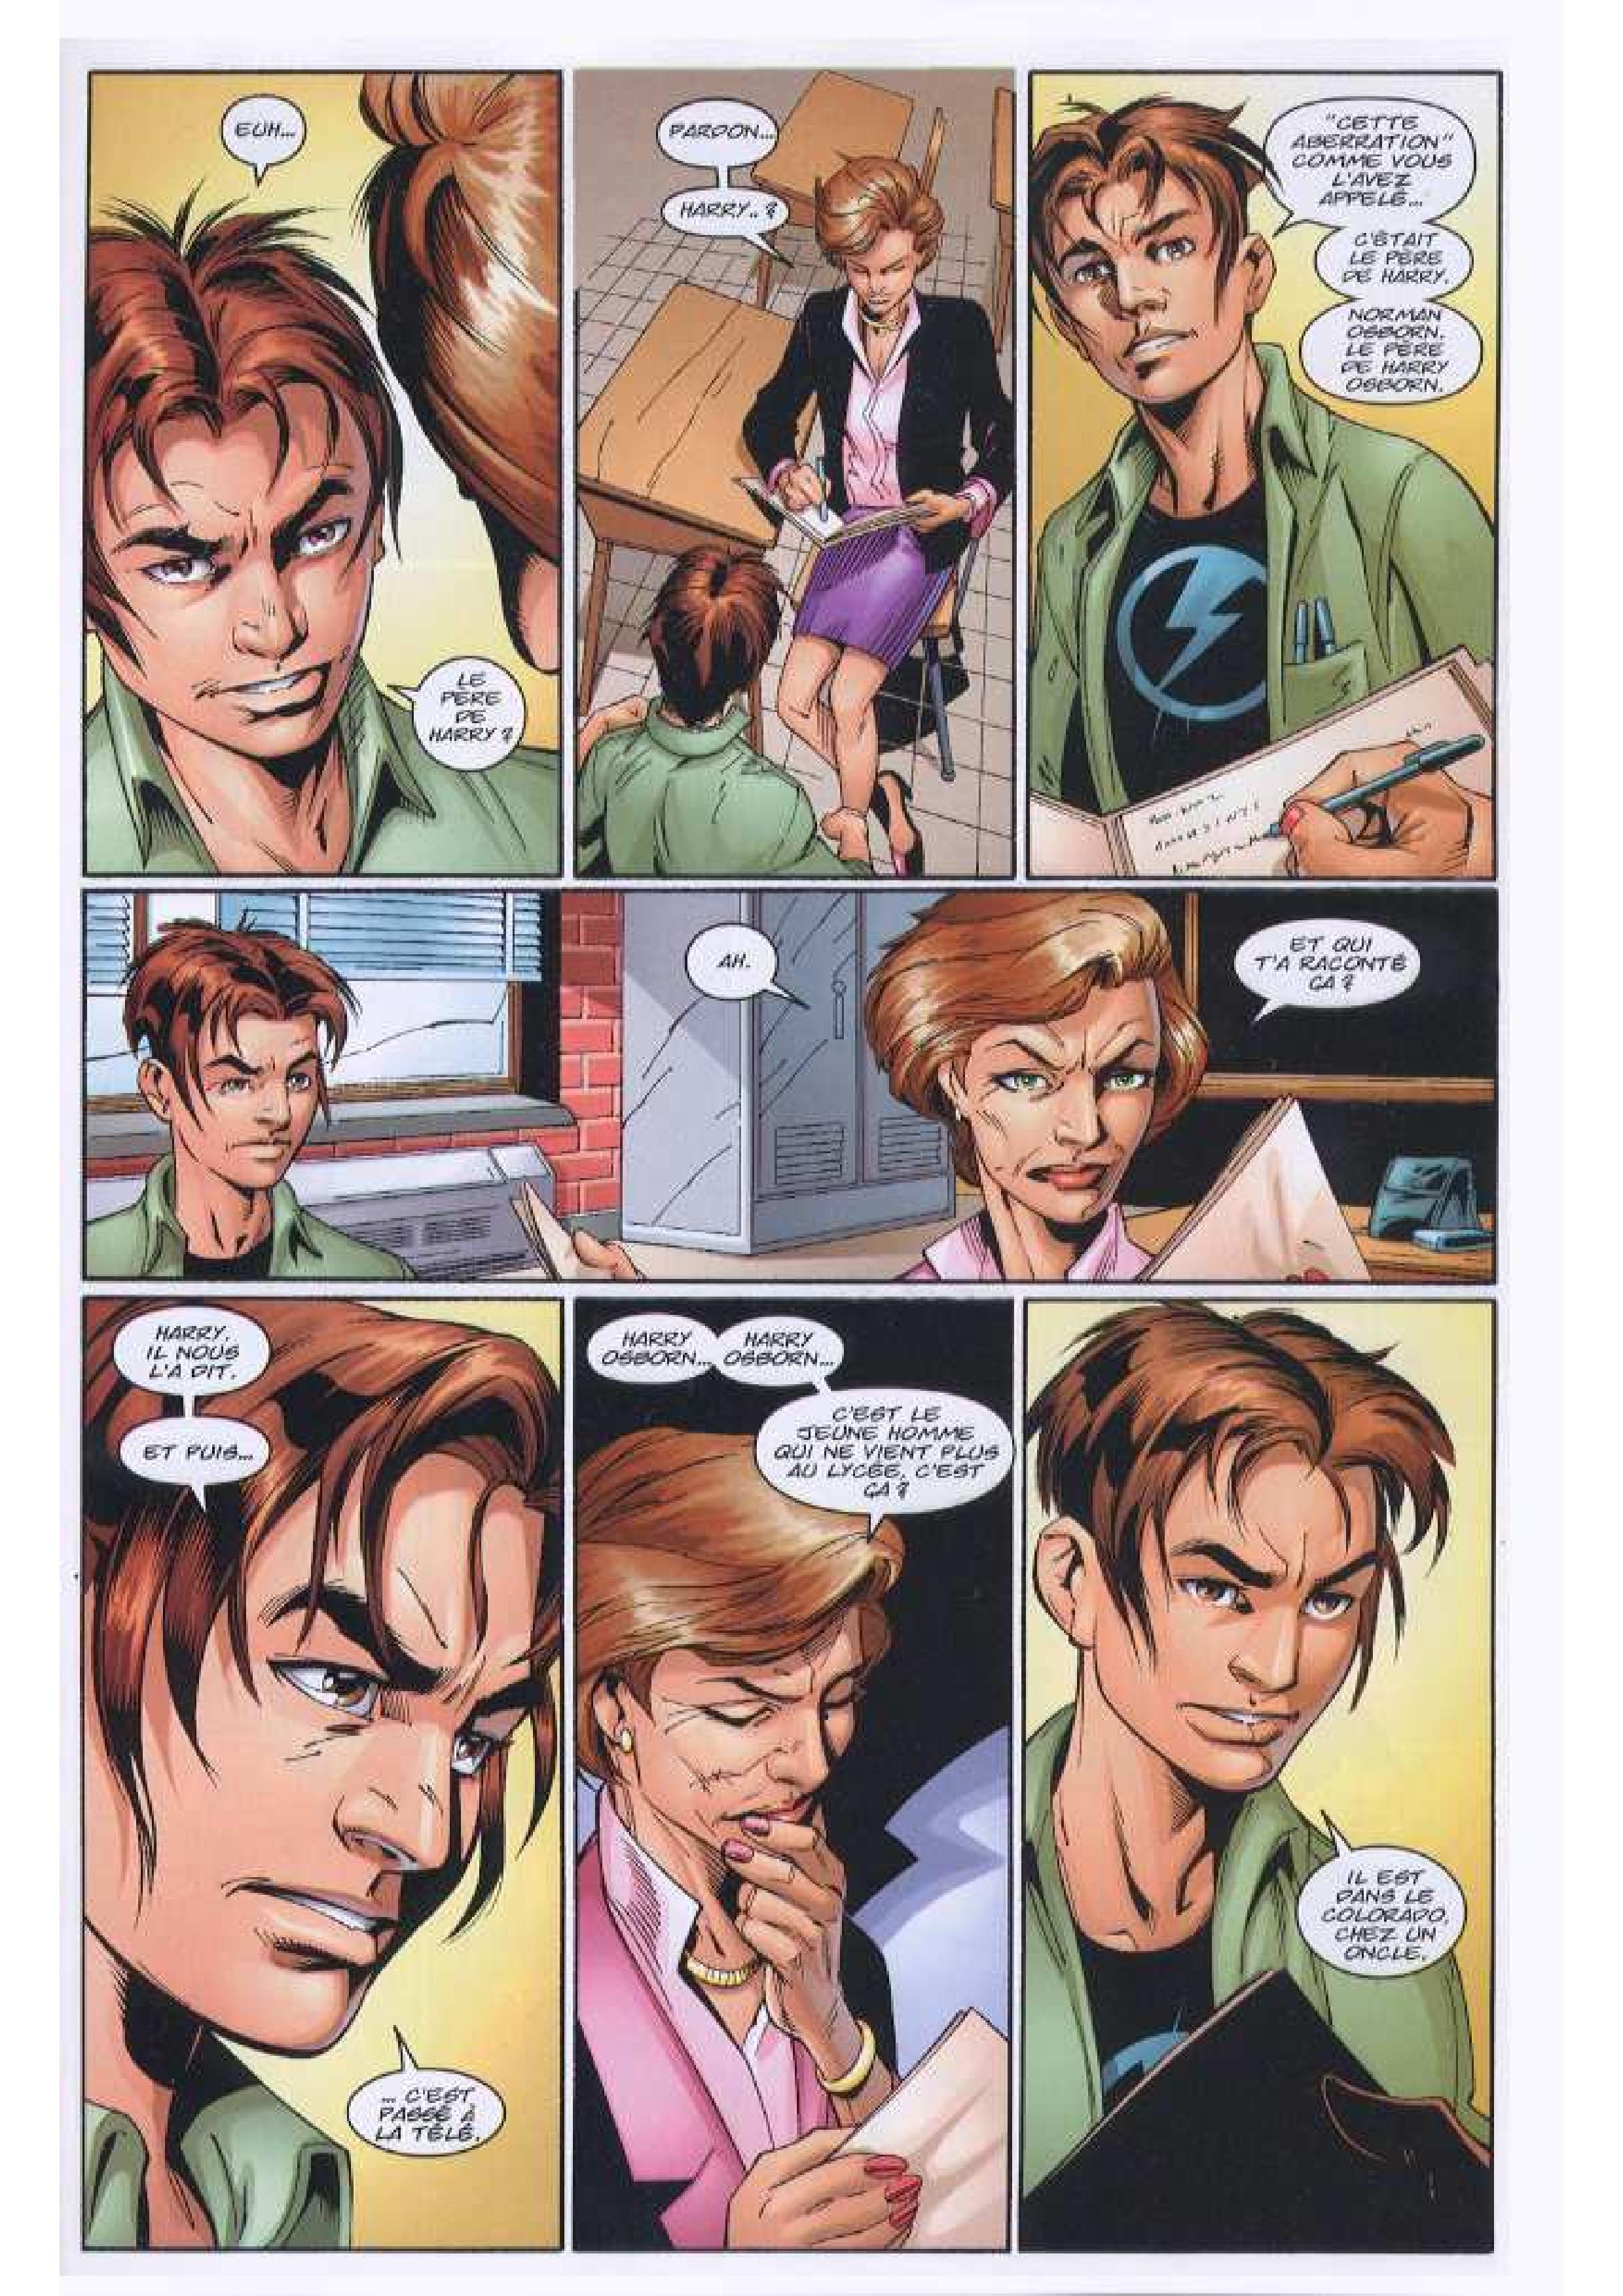 EUH...
LE
PÈRE
DE
HARRY ?
PARDON...
HARRY.. ?
"CETTE
ABERRATION"
COMME VOUS
L'AVEZ
APPELÉ...
C'ÉTAIT
LE PÈRE
DE HARRY.
NORMAN
OSBORN.
LE PÈRE
DE HARRY
OSBORN.
AH.
ET QUI
T'A RACONTÉ
ÇA ?
HARRY.
IL NOUS
L'A DIT.
ET PUIS...
... C'EST
PASSÉ À
LA TÉLÉ.
HARRY
OSBORN...
HARRY
OSBORN...
C'EST LE
JEUNE HOMME
QUI NE VIENT PLUS
AU LYCÉE, C'EST
ÇA ?
IL EST
DANS LE
COLORADO,
CHEZ UN
ONCLE.